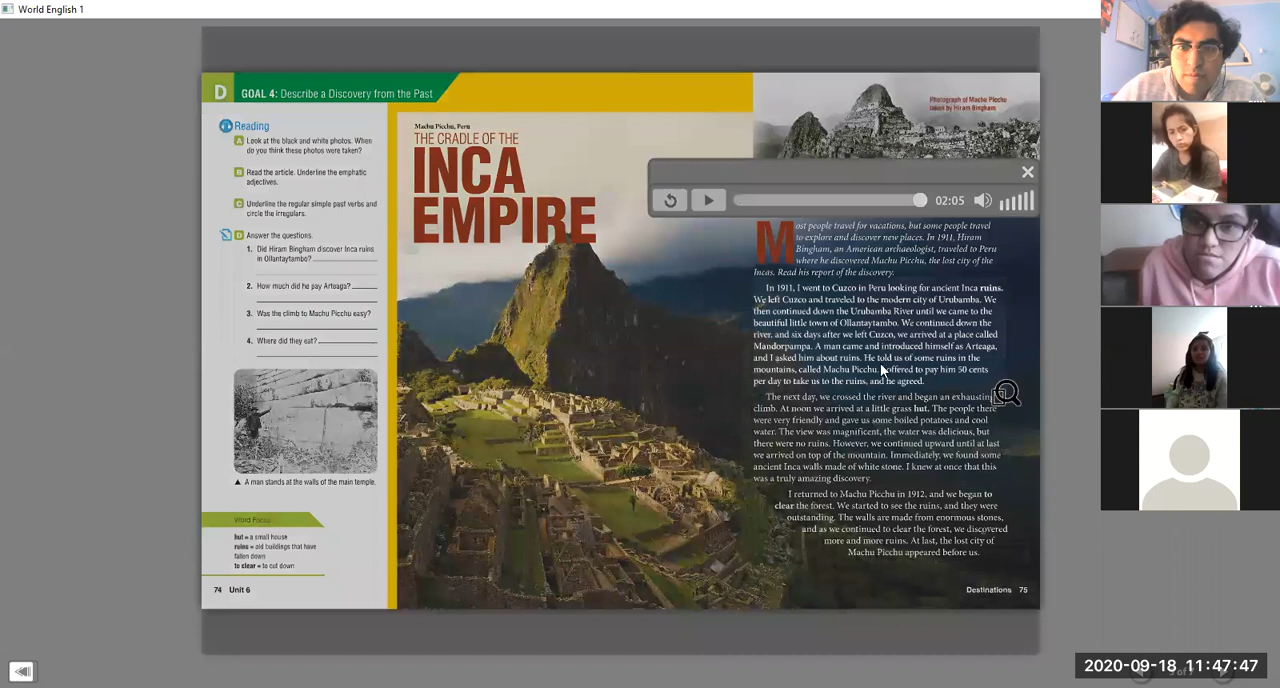 World English 1
D GOAL 4: Describe a Discovery from the Past
Reading
A Look at the black and white photos. When
do you think these photos were taken?
B Read the article. Underline the emphatic
adjectives.
C Underline the regular simple past verbs and
circle the irregulars.
D Answer the questions.
1. Did Hiram Bingham discover Inca ruins
in Ollantaytambo?
2. How much did he pay Arteaga?
3. Was the climb to Machu Picchu easy?
4. Where did they eat?
▲ A man stands at the walls of the main temple.
Word Focus
hut = a small house
ruins = old buildings that have
fallen down
to clear = to cut down
74 Unit 6
Machu Picchu, Peru
THE CRADLE OF THE
INCA
EMPIRE
Photograph of Machu Picchu
taken by Hiram Bingham
02:05
Most people travel for vacations, but some people travel
to explore and discover new places. In 1911, Hiram
Bingham, an American archaeologist, traveled to Peru
where he discovered Machu Picchu, the lost city of the
Incas. Read his report of the discovery.
In 1911, I went to Cuzco in Peru looking for ancient Inca ruins.
We left Cuzco and traveled to the modern city of Urubamba. We
then continued down the Urubamba River until we came to the
beautiful little town of Ollantaytambo. We continued down the
river, and six days after we left Cuzco, we arrived at a place called
Mandorpampa. A man came and introduced himself as Arteaga,
and I asked him about ruins. He told us of some ruins in the
mountains, called Machu Picchu. offered to pay him 50 cents
per day to take us to the ruins, and he agreed.
The next day, we crossed the river and began an exhausting
climb. At noon we arrived at a little grass hut. The people there
were very friendly and gave us some boiled potatoes and cool
water. The view was magnificent, the water was delicious, but
there were no ruins. However, we continued upward until at last
we arrived on top of the mountain. Immediately, we found some
ancient Inca walls made of white stone. I knew at once that this
was a truly amazing discovery.
I returned to Machu Picchu in 1912, and we began to
clear the forest. We started to see the ruins, and they were
outstanding. The walls are made from enormous stones,
and as we continued to clear the forest, we discovered
more and more ruins. At last, the lost city of
Machu Picchu appeared before us.
Destinations 75
2020-09-18 11:47:47